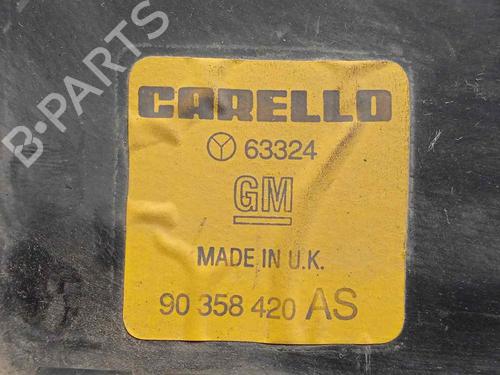 B-PARTS
CARELLO
63324
GM
MADE IN U.K.
90 358 420 AS